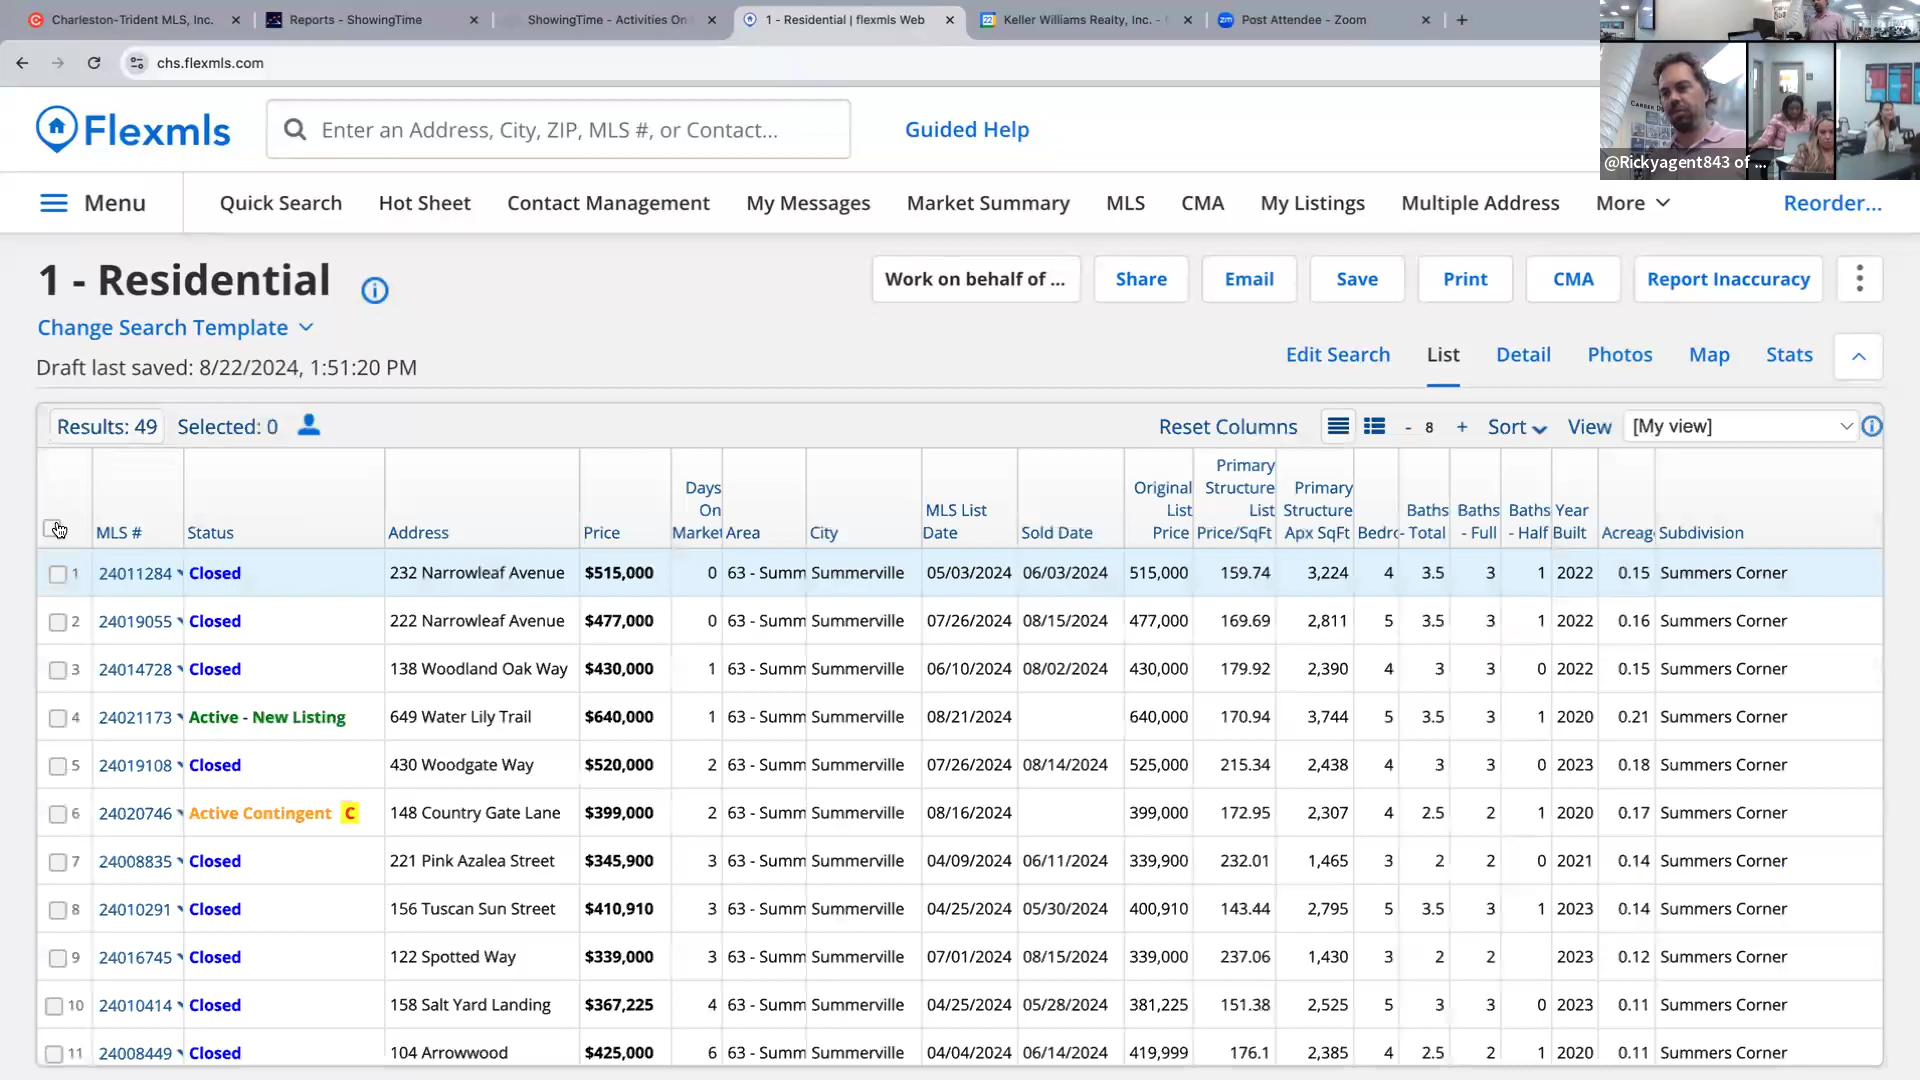 Charleston-Trident MLS, Inc.
Reports - ShowingTime
ShowingTime - Activities On
1 - Residential | flexmls Web
Keller Williams Realty, Inc. -
Post Attendee - Zoom
chs.flexmls.com
@Rickyagent843 of ...
Flexmls
Enter an Address, City, ZIP, MLS #, or Contact...
Guided Help
Menu
Quick Search
Hot Sheet
Contact Management
My Messages
Market Summary
MLS
CMA
My Listings
Multiple Address
More
Reorder...
1 - Residential
Work on behalf of ...
Share
Email
Save
Print
CMA
Report Inaccuracy
Change Search Template
Draft last saved: 8/22/2024, 1:51:20 PM
Edit Search
List
Detail
Photos
Map
Stats
Results: 49
Selected: 0
Reset Columns
- 8 +
Sort
View
[My view]
MLS #
Status
Address
Price
Days On Market
Area
City
MLS List Date
Sold Date
Original List Price
Primary Structure List Price/SqFt
Primary Structure Apx SqFt
Bedro
Baths - Total
Baths - Full
Baths - Half
Year Built
Acreag
Subdivision
1 24011284 Closed 232 Narrowleaf Avenue $515,000 0 63 - Summ Summerville 05/03/2024 06/03/2024 515,000 159.74 3,224 4 3.5 3 1 2022 0.15 Summers Corner
2 24019055 Closed 222 Narrowleaf Avenue $477,000 0 63 - Summ Summerville 07/26/2024 08/15/2024 477,000 169.69 2,811 5 3.5 3 1 2022 0.16 Summers Corner
3 24014728 Closed 138 Woodland Oak Way $430,000 1 63 - Summ Summerville 06/10/2024 08/02/2024 430,000 179.92 2,390 4 3 3 0 2022 0.15 Summers Corner
4 24021173 Active - New Listing 649 Water Lily Trail $640,000 1 63 - Summ Summerville 08/21/2024 640,000 170.94 3,744 5 3.5 3 1 2020 0.21 Summers Corner
5 24019108 Closed 430 Woodgate Way $520,000 2 63 - Summ Summerville 07/26/2024 08/14/2024 525,000 215.34 2,438 4 3 3 0 2023 0.18 Summers Corner
6 24020746 Active Contingent C 148 Country Gate Lane $399,000 2 63 - Summ Summerville 08/16/2024 399,000 172.95 2,307 4 2.5 2 1 2020 0.17 Summers Corner
7 24008835 Closed 221 Pink Azalea Street $345,900 3 63 - Summ Summerville 04/09/2024 06/11/2024 339,900 232.01 1,465 3 2 2 0 2021 0.14 Summers Corner
8 24010291 Closed 156 Tuscan Sun Street $410,910 3 63 - Summ Summerville 04/25/2024 05/30/2024 400,910 143.44 2,795 5 3.5 3 1 2023 0.14 Summers Corner
9 24016745 Closed 122 Spotted Way $339,000 3 63 - Summ Summerville 07/01/2024 08/15/2024 339,000 237.06 1,430 3 2 2 2023 0.12 Summers Corner
10 24010414 Closed 158 Salt Yard Landing $367,225 4 63 - Summ Summerville 04/25/2024 05/28/2024 381,225 151.38 2,525 5 3 3 0 2023 0.11 Summers Corner
11 24008449 Closed 104 Arrowwood $425,000 6 63 - Summ Summerville 04/04/2024 06/14/2024 419,999 176.1 2,385 4 2.5 2 1 2020 0.11 Summers Corner